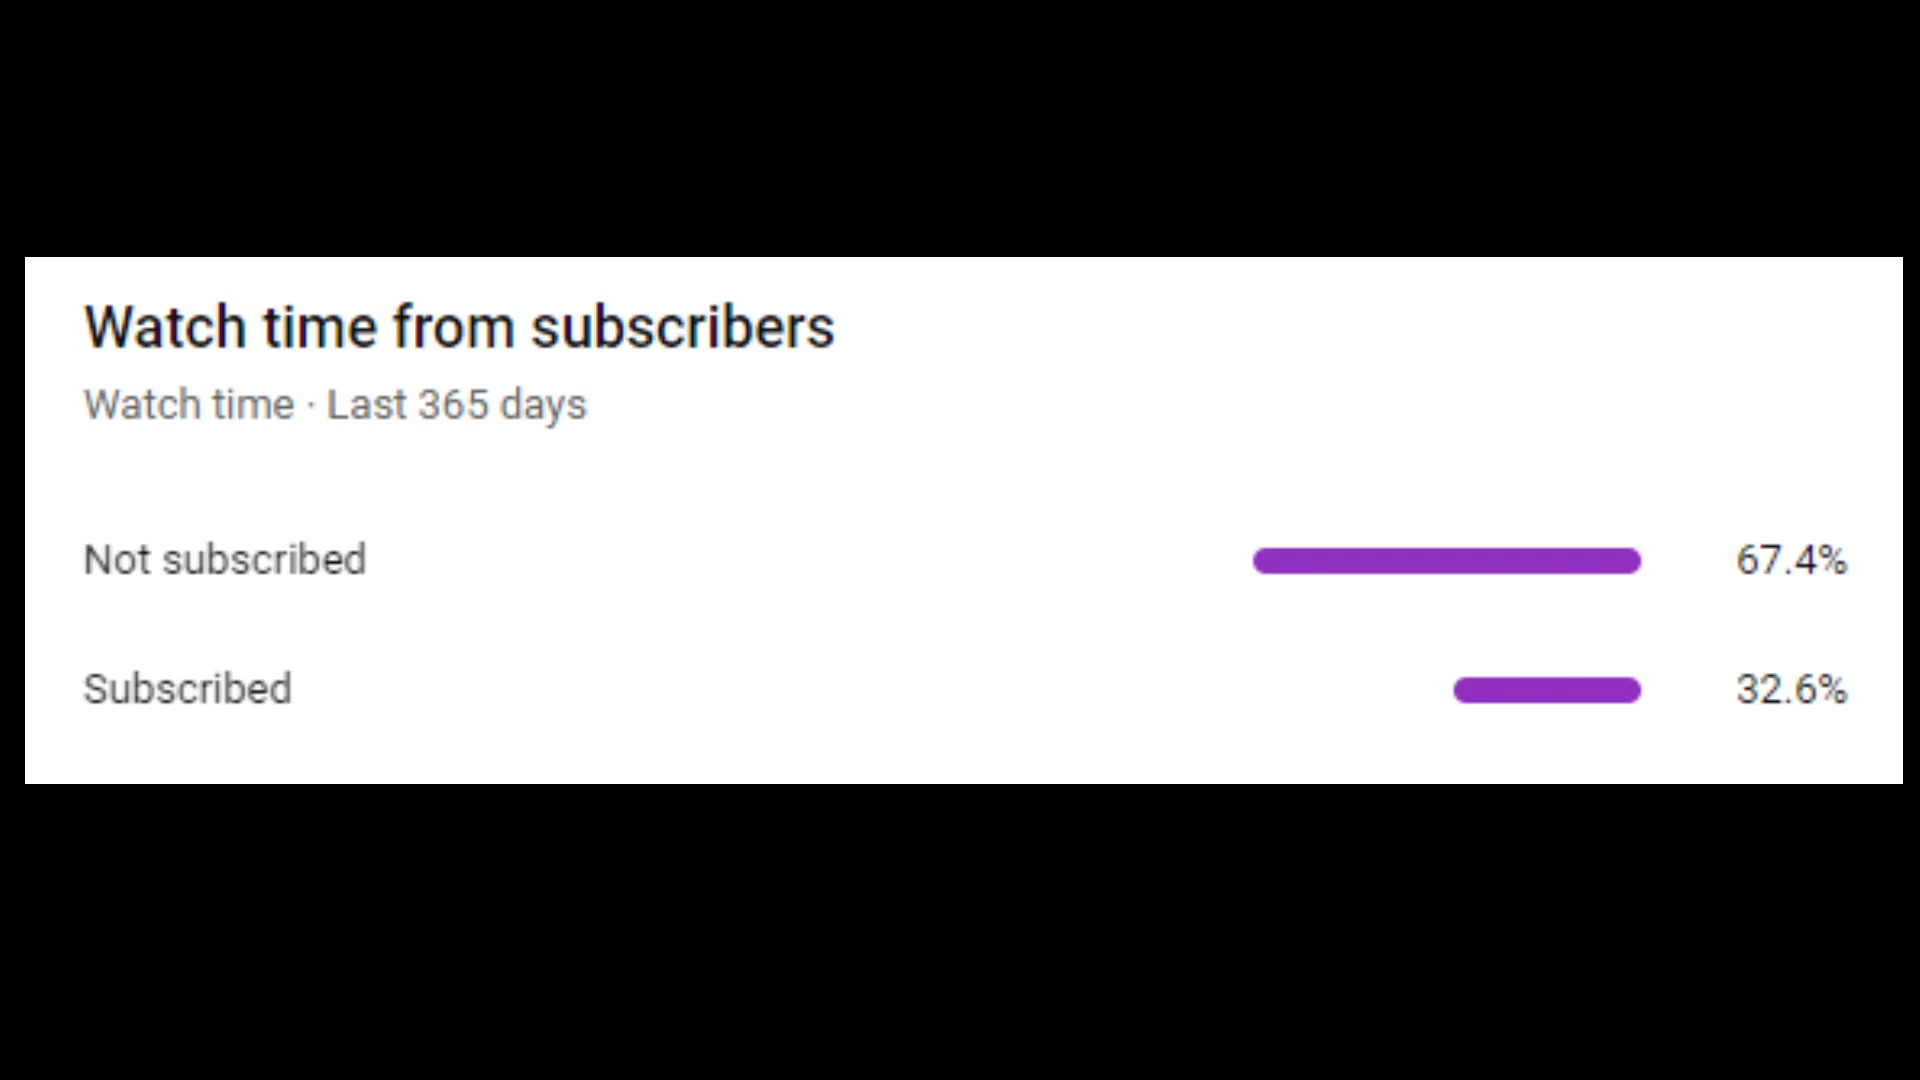 Watch time from subscribers
Watch time · Last 365 days
Not subscribed 67.4%
Subscribed 32.6%